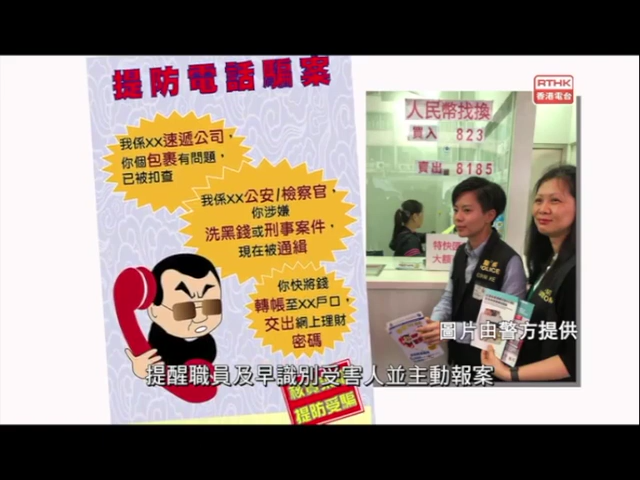 提防電話騙案
我係XX速遞公司，
你個包裹有問題，
已被扣查
我係XX公安/檢察官，
你涉嫌
洗黑錢或刑事案件，
現在被通緝
你快將錢
轉帳至XX戶口，
交出網上理財
密碼
提防受騙
RTHK
香港電台
人民幣找換
買入 823
賣出 8185
特快
大額
POLICE
圖片由警方提供
提醒職員及早識別受害人並主動報案